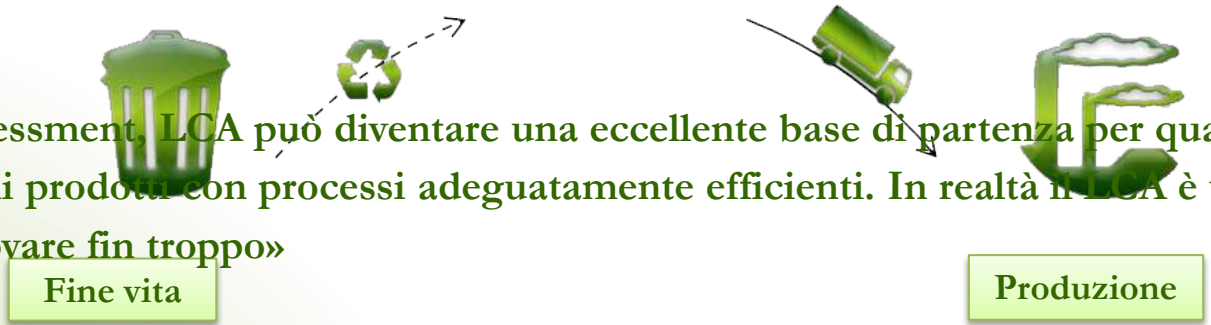 essment, LCA può diventare una eccellente base di partenza per qua
i prodotti con processi adeguatamente efficienti. In realtà il LCA è
vare fin troppo»
Fine vita
Produzione